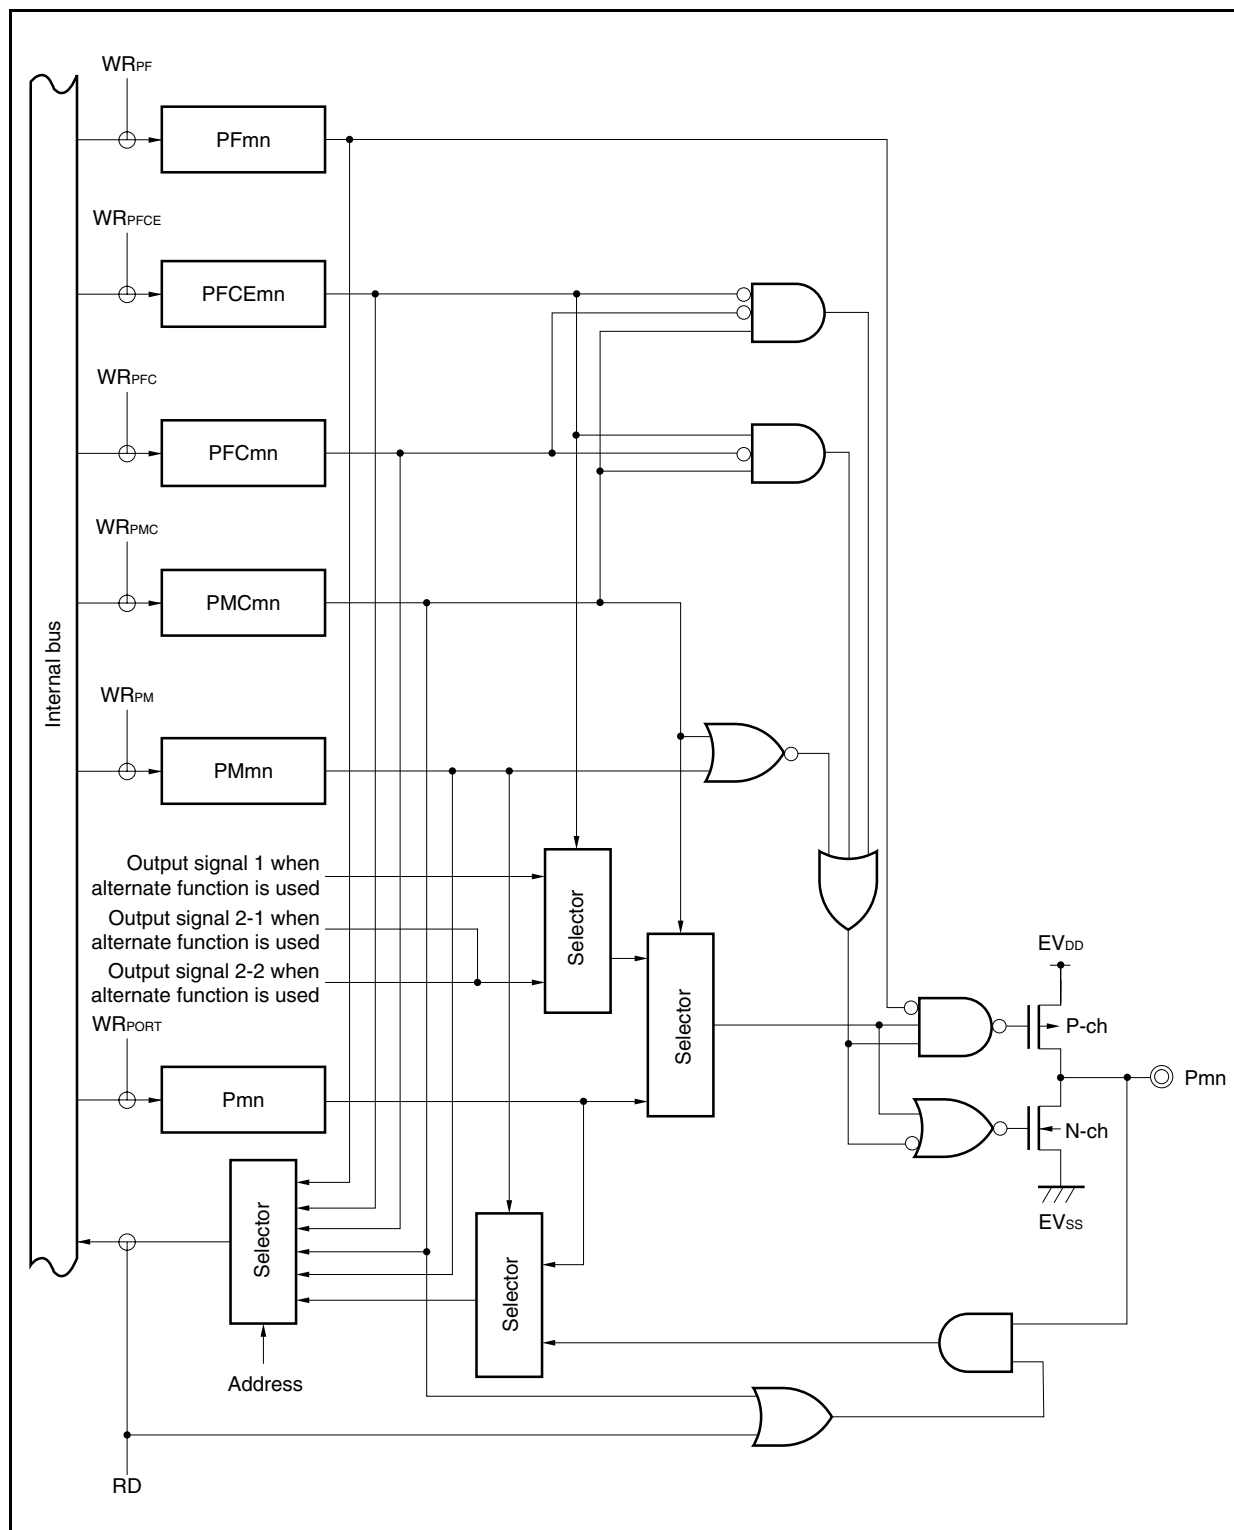 WRPF
PFmn
WRPFCE
PFCEmn
WRPFC
PFCmn
WRPMC
PMCmn
Internal bus
WRPM
PMmn
Output signal 1 when
alternate function is used
Output signal 2-1 when
alternate function is used
Output signal 2-2 when
alternate function is used
Selector
Selector
EVDD
P-ch
WRPORT
Pmn
Pmn
N-ch
EVSS
Selector
Selector
Address
RD